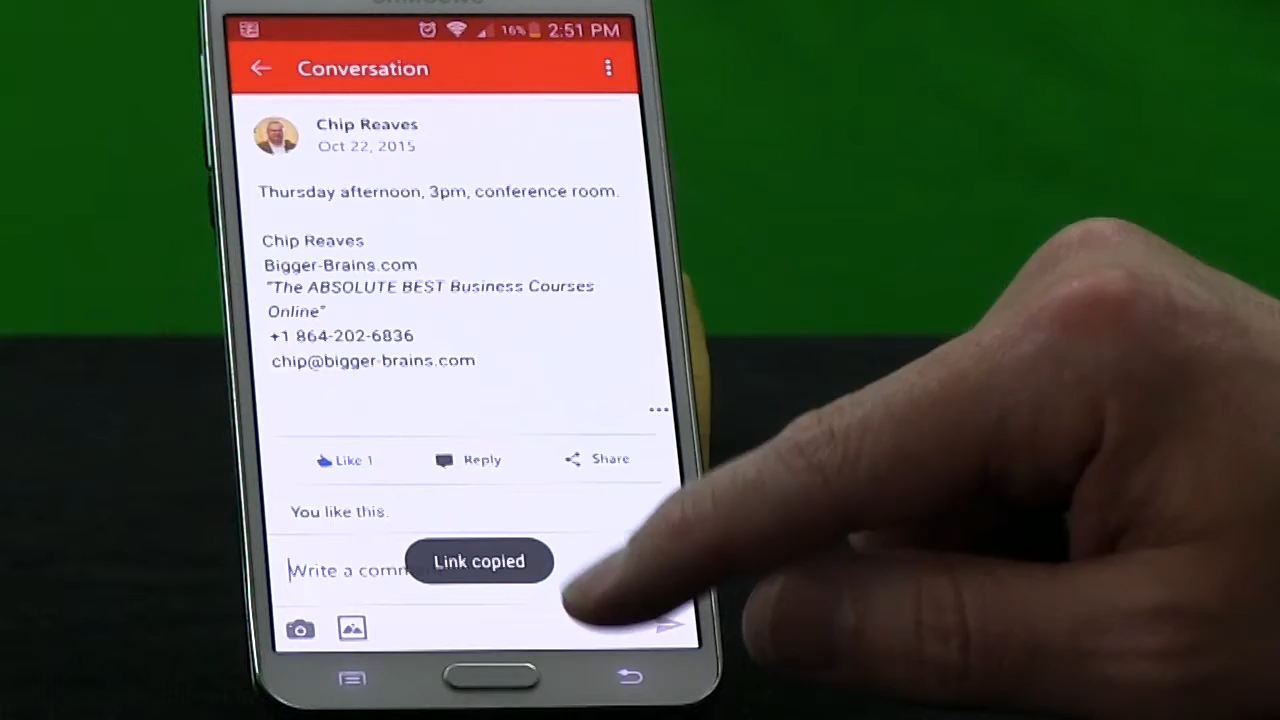 16% 2:51 PM
Conversation
Chip Reaves
Oct 22, 2015
Thursday afternoon, 3pm, conference room.
Chip Reaves
Bigger-Brains.com
"The ABSOLUTE BEST Business Courses
Online"
+1 864-202-6836
chip@bigger-brains.com
Like 1 Reply Share
You like this.
Write a comm
Link copied